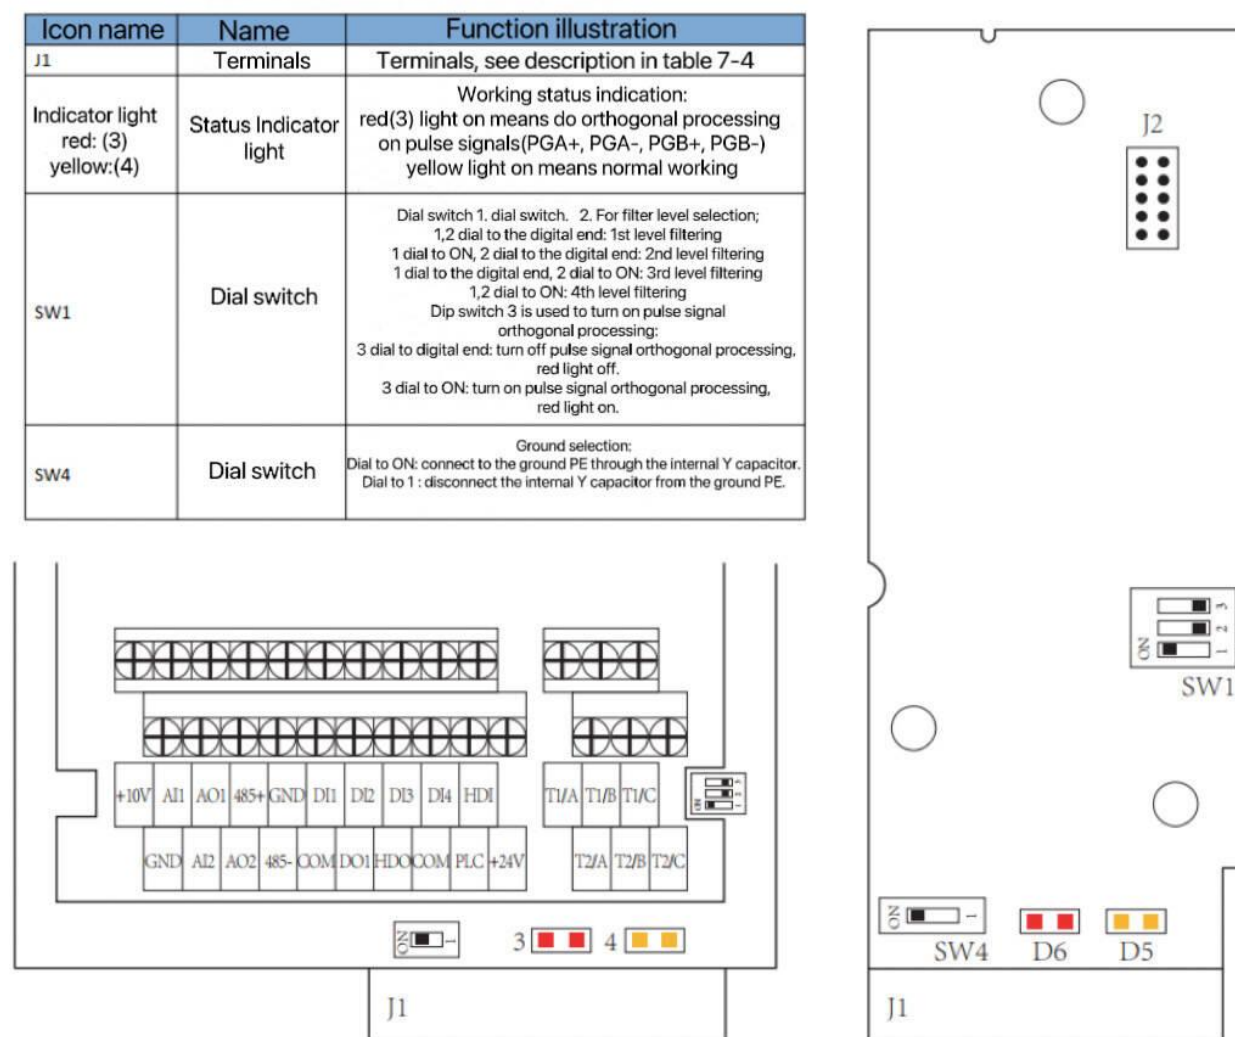 Icon name Name Function illustration
J1 Terminals Terminals, see description in table 7-4
Indicator light
red: (3)
yellow:(4)
Status Indicator
light
Working status indication:
red(3) light on means do orthogonal processing
on pulse signals(PGA+, PGA-, PGB+, PGB-)
yellow light on means normal working
SW1
Dial switch
Dial switch 1. dial switch. 2. For filter level selection;
1,2 dial to the digital end: 1st level filtering
1 dial to ON, 2 dial to the digital end: 2nd level filtering
1 dial to the digital end, 2 dial to ON: 3rd level filtering
1,2 dial to ON: 4th level filtering
Dip switch 3 is used to turn on pulse signal
orthogonal processing:
3 dial to digital end: turn off pulse signal orthogonal processing,
red light off.
3 dial to ON: turn on pulse signal orthogonal processing,
red light on.
SW4
Dial switch
Ground selection:
Dial to ON: connect to the ground PE through the internal Y capacitor.
Dial to 1 : disconnect the internal Y capacitor from the ground PE.
+10V AI1 AO1 485+ GND DI1 DI2 DI3 DI4 HDI T1/A T1/B T1/C
ON 1 2 3
GND AI2 AO2 485- COM DO1 HDO COM PLC +24V T2/A T2/B T2/C
ON 1
3
4
J1
J2
ON 1 2 3
SW1
ON 1
SW4 D6 D5
J1